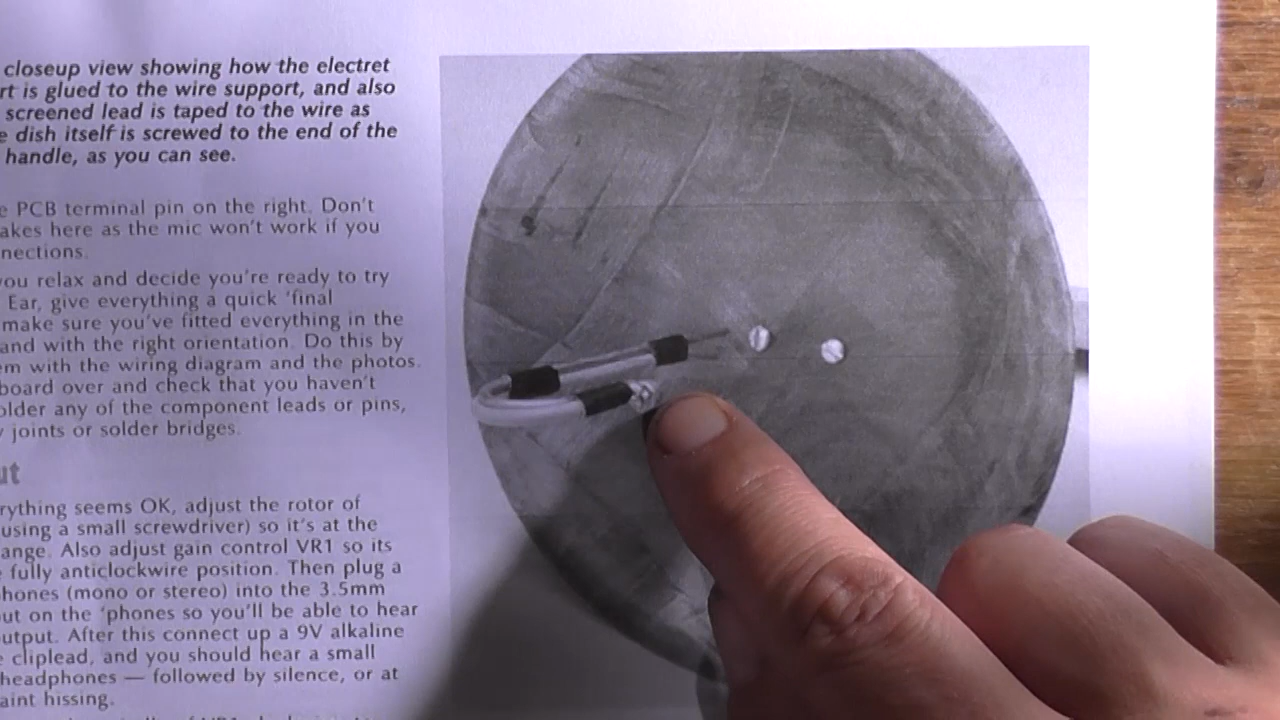 closeup view showing how the electret
rt is glued to the wire support, and also
screened lead is taped to the wire as
e dish itself is screwed to the end of the
handle, as you can see.
e PCB terminal pin on the right. Don't
akes here as the mic won't work if you
nnections.
you relax and decide you're ready to try
Ear, give everything a quick 'final
make sure you've fitted everything in the
and with the right orientation. Do this by
em with the wiring diagram and the photos.
board over and check that you haven't
older any of the component leads or pins,
y joints or solder bridges.
ut
rything seems OK, adjust the rotor of
using a small screwdriver) so it's at the
ange. Also adjust gain control VR1 so its
e fully anticlockwire position. Then plug a
hones (mono or stereo) into the 3.5mm
out on the 'phones so you'll be able to hear
output. After this connect up a 9V alkaline
e cliplead, and you should hear a small
headphones — followed by silence, or at
aint hissing.